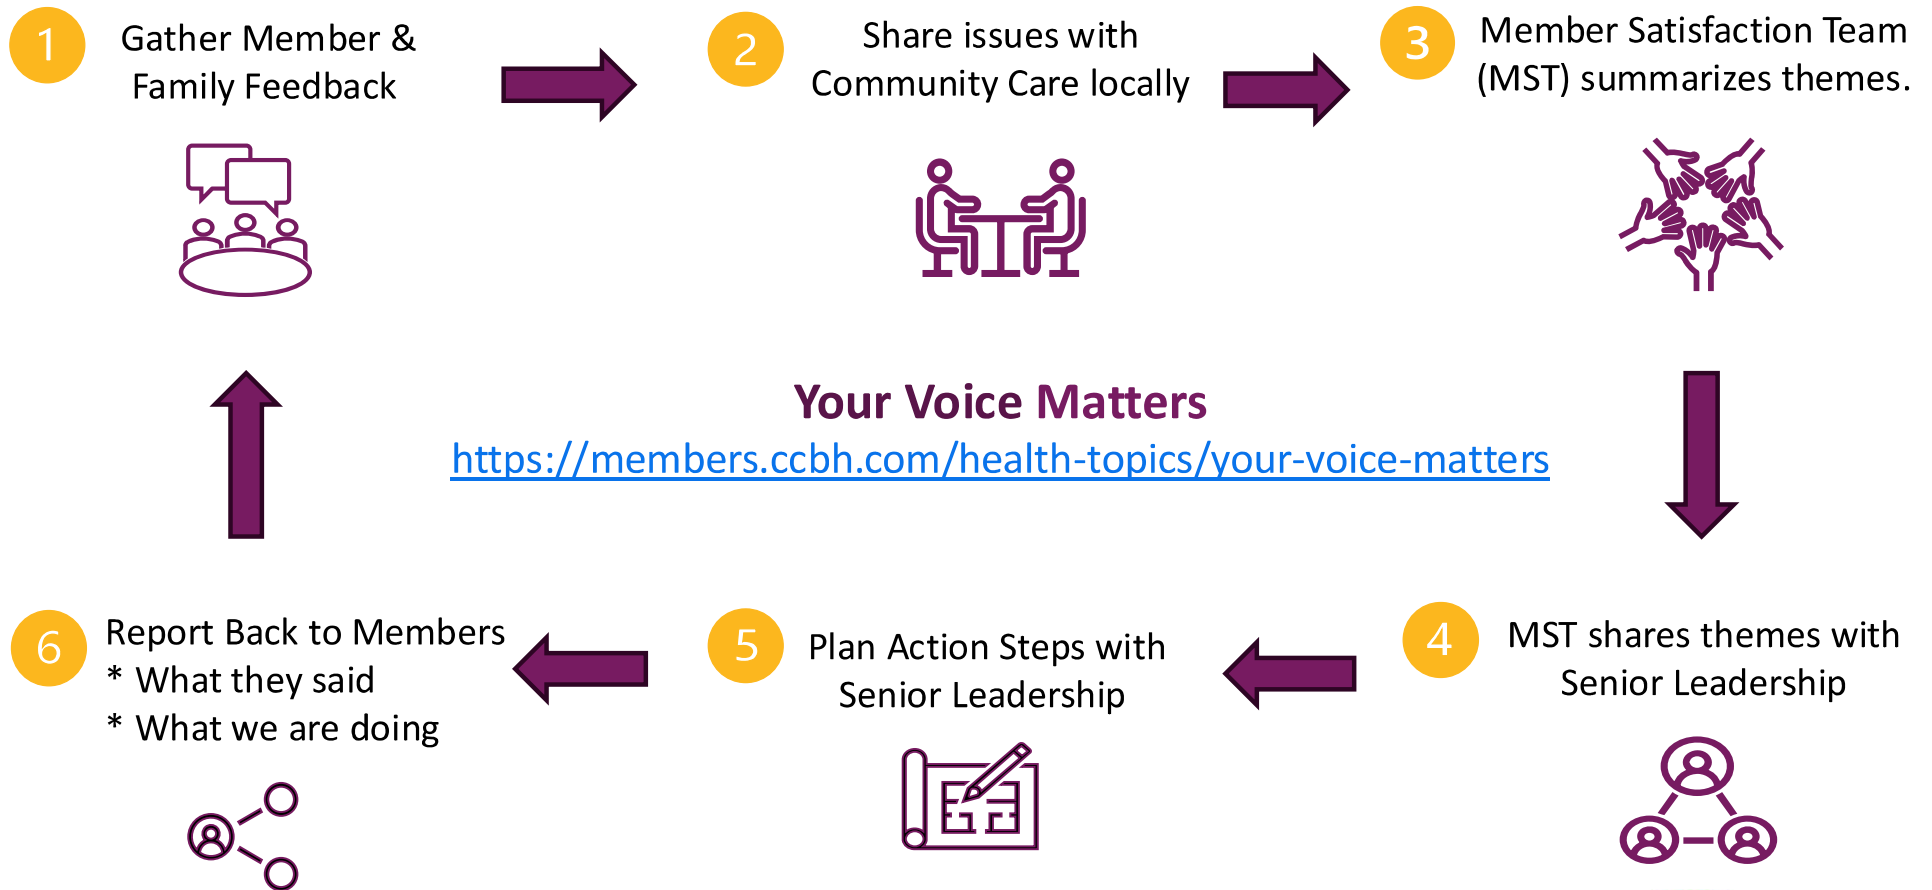 1
Gather Member &
Family Feedback
2
Share issues with
Community Care locally
3
Member Satisfaction Team
(MST) summarizes themes.
Your Voice Matters
https://members.ccbh.com/health-topics/your-voice-matters
6
Report Back to Members
* What they said
* What we are doing
5
Plan Action Steps with
Senior Leadership
4
MST shares themes with
Senior Leadership